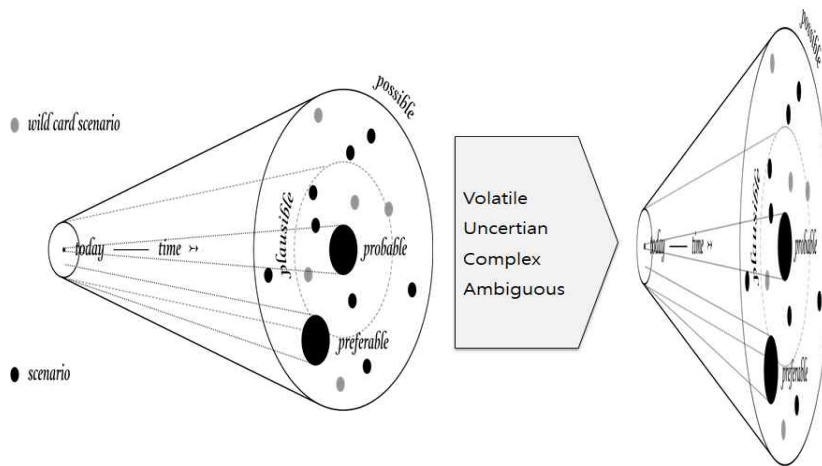 possible
wild card scenario
plausible
today — time ->
probable
preferable
scenario
Volatile
Uncertian
Complex
Ambiguous
possible
plausible
today — time ->
probable
preferable